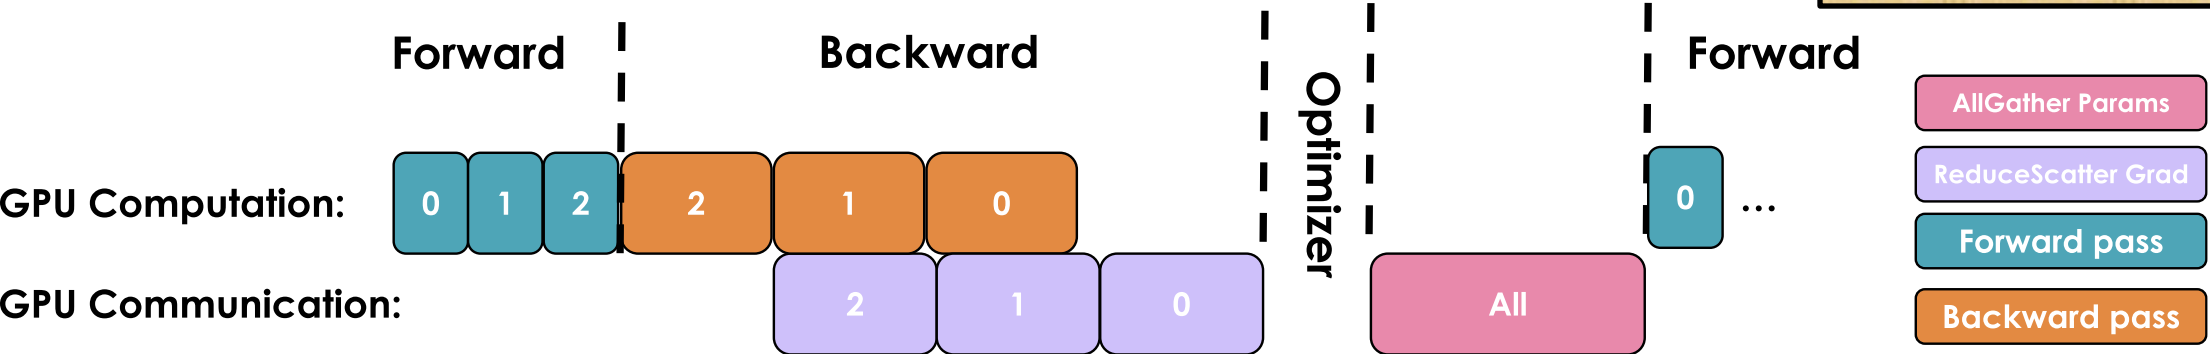 Forward Backward Optimizer Forward
AllGather Params
ReduceScatter Grad
GPU Computation: 0 1 2 2 1 0 0 ...
Forward pass
GPU Communication: 2 1 0 All
Backward pass